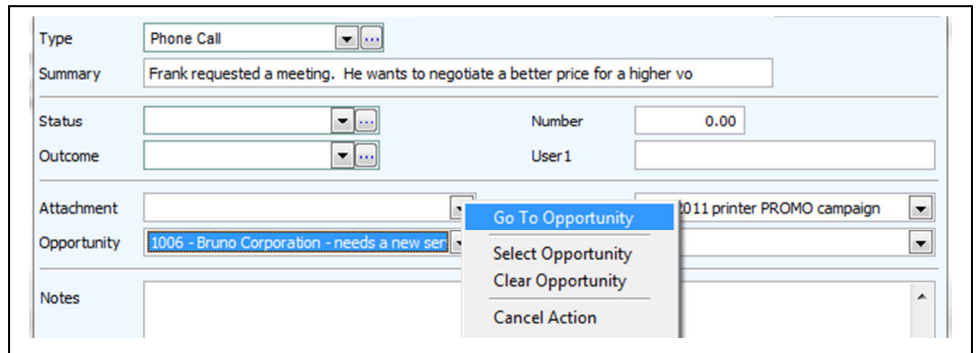 Type Phone Call
Summary Frank requested a meeting. He wants to negotiate a better price for a higher vo
Status Number 0.00
Outcome User1
Attachment 2011 printer PROMO campaign
Go To Opportunity
Opportunity 1006 - Bruno Corporation - needs a new ser
Select Opportunity
Clear Opportunity
Notes
Cancel Action